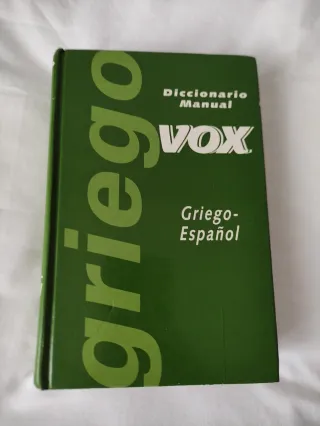 griego
Diccionario
Manual
VOX
Griego-
Español